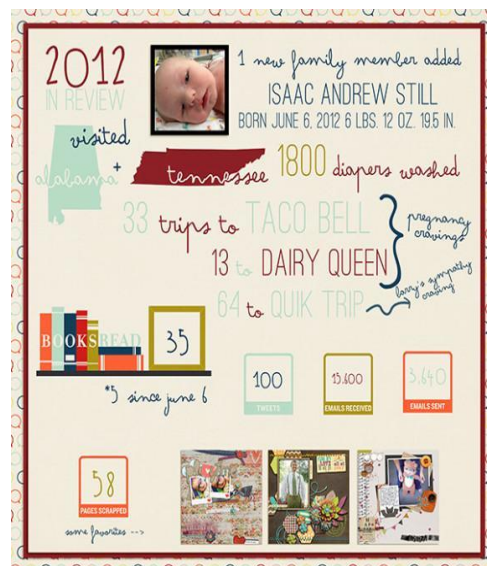 2012
IN REVIEW
1 new family member added
ISAAC ANDREW STILL
BORN JUNE 6, 2012 6 LBS. 12 OZ. 19.5 IN.
visited
alabama +
tennessee
1800 diapers washed
33 trips to TACO BELL
13 to DAIRY QUEEN
pregnancy
cravings
64 to QUIK TRIP
larry's sympathy
craving
BOOKS READ
35
*5 since june 6
100
TWEETS
15,600
EMAILS RECEIVED
3,640
EMAILS SENT
58
PAGES SCRAPPED
some favorites -->